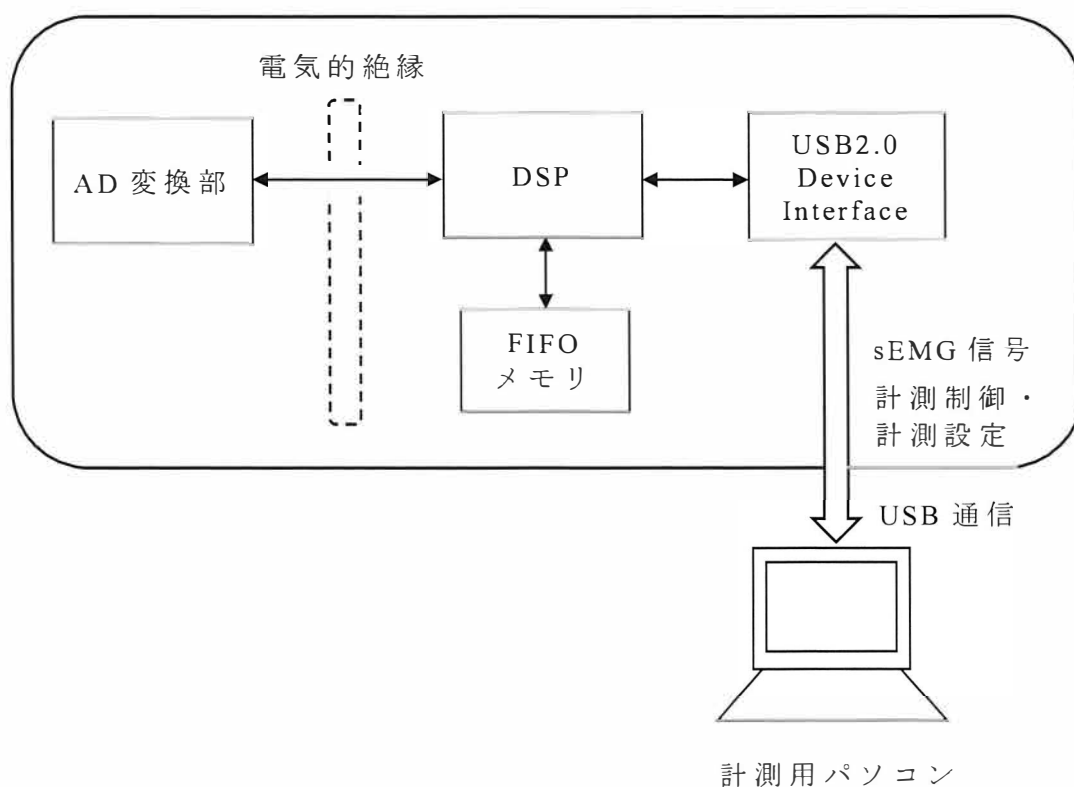 電気的絶縁
AD 変換部
DSP
USB2.0
Device
Interface
FIFO
メモリ
sEMG 信号
計測制御・
計測設定
USB 通信
計測用パソコン